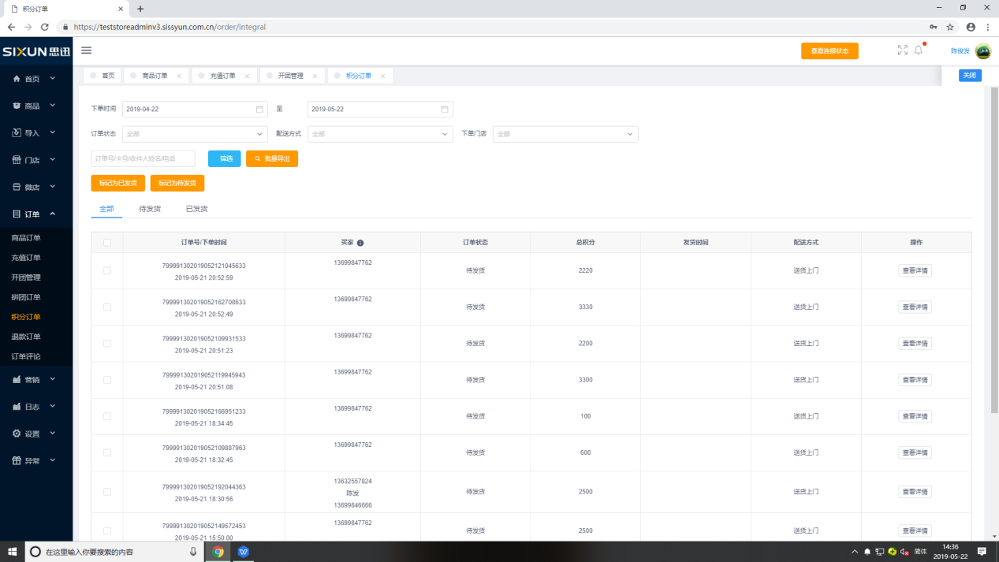 积分订单
https://teststoreadminv3.sissyun.com.cn/order/integral
SIXUN思迅
查看连接状态
陈俊发
首页
商品订单
充值订单
开团管理
积分订单
关闭
首页
商品
导入
门店
微店
订单
商品订单
充值订单
开团管理
拼团订单
积分订单
退款订单
订单评论
营销
日志
设置
异常
下单时间 2019-04-22 至 2019-05-22
订单状态 全部 配送方式 全部 下单门店 全部
订单号/卡号/收件人姓名/电话 筛选 批量导出
标记为已发货 标记为待发货
全部 待发货 已发货
订单号/下单时间 买家 订单状态 总积分 发货时间 配送方式 操作
799991302019052121045633
2019-05-21 20:52:59
13699847762
待发货 2220 送货上门 查看详情
799991302019052162708633
2019-05-21 20:52:49
13699847762
待发货 3330 送货上门 查看详情
799991302019052109931533
2019-05-21 20:51:23
13699847762
待发货 2200 送货上门 查看详情
799991302019052119945943
2019-05-21 20:51:08
13699847762
待发货 3300 送货上门 查看详情
799991302019052166951233
2019-05-21 18:34:45
13699847762
待发货 100 送货上门 查看详情
799991302019052109887963
2019-05-21 18:32:45
13699847762
待发货 600 送货上门 查看详情
799991302019052192044363
2019-05-21 18:30:56
13632557824
陈发
13699846666
待发货 2500 送货上门 查看详情
799991302019052149572453
2019-05-21 15:50:00
13699847762
待发货 2500 送货上门 查看详情
在这里输入你要搜索的内容
简体
14:36
2019-05-22